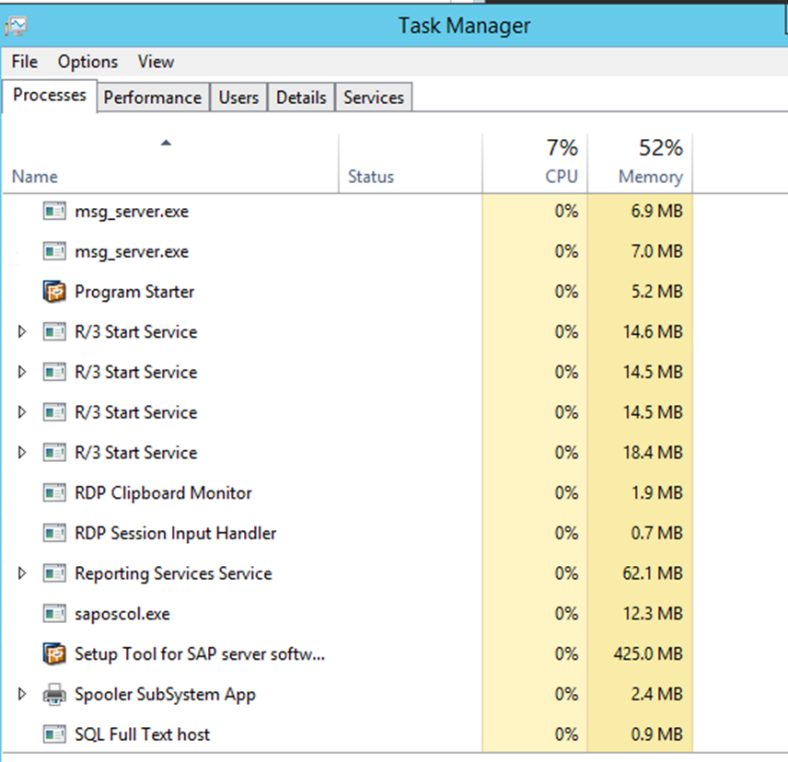 Task Manager
File Options View
Processes Performance Users Details Services
7% 52%
Name Status CPU Memory
msg_server.exe 0% 6.9 MB
msg_server.exe 0% 7.0 MB
Program Starter 0% 5.2 MB
R/3 Start Service 0% 14.6 MB
R/3 Start Service 0% 14.5 MB
R/3 Start Service 0% 14.5 MB
R/3 Start Service 0% 18.4 MB
RDP Clipboard Monitor 0% 1.9 MB
RDP Session Input Handler 0% 0.7 MB
Reporting Services Service 0% 62.1 MB
saposcol.exe 0% 12.3 MB
Setup Tool for SAP server softw... 0% 425.0 MB
Spooler SubSystem App 0% 2.4 MB
SQL Full Text host 0% 0.9 MB